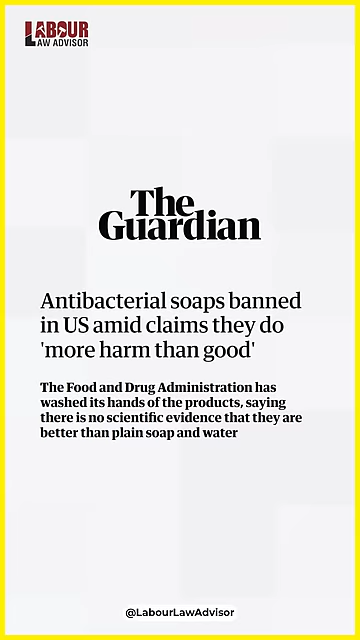 LABOUR
LAW ADVISOR
The
Guardian
Antibacterial soaps banned
in US amid claims they do
'more harm than good'
The Food and Drug Administration has
washed its hands of the products, saying
there is no scientific evidence that they are
better than plain soap and water
@LabourLawAdvisor